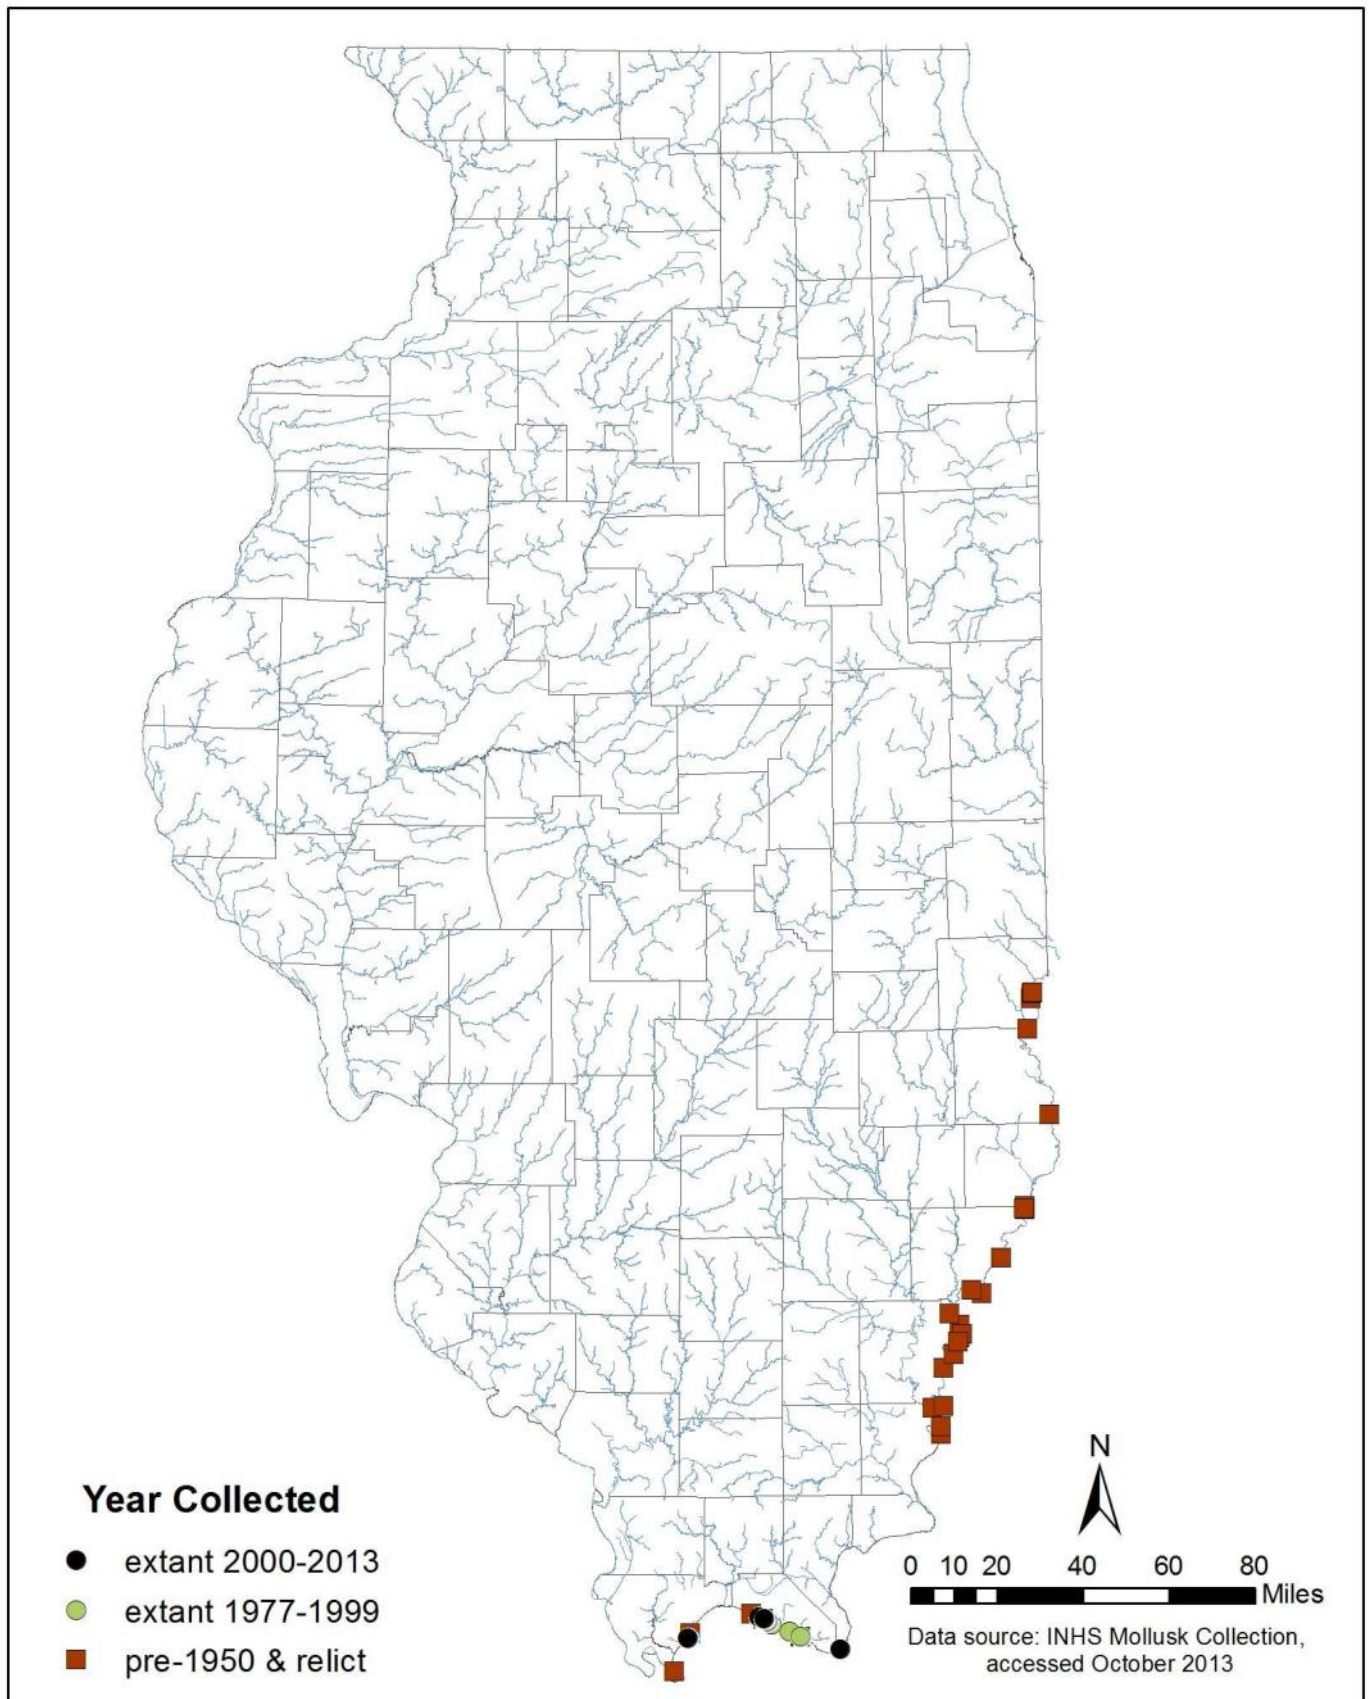 Year Collected
extant 2000-2013
extant 1977-1999
pre-1950 & relict
N
0 10 20 40 60 80
Miles
Data source: INHS Mollusk Collection,
accessed October 2013